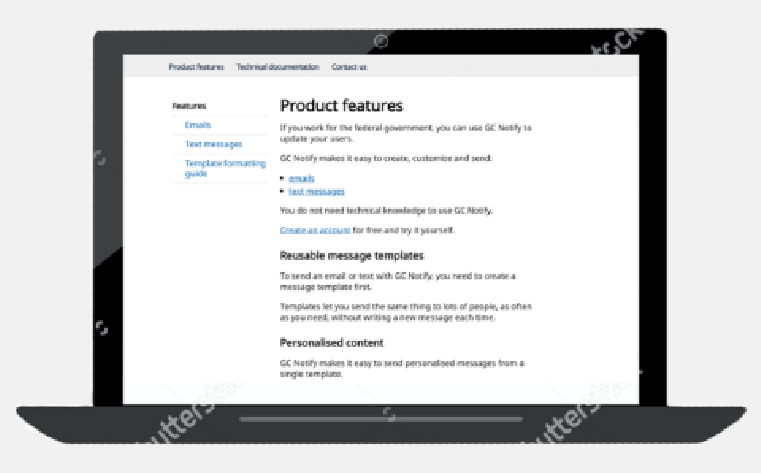 Product features Technical documentation Contact us
Features
Emails
Text messages
Template formatting
guide
Product features
If you work for the federal government, you can use GC Notify to
update your users.
GC Notify makes it easy to create, customize and send:
emails
text messages
You do not need technical knowledge to use GC Notify.
Create an account for free and try it yourself.
Reusable message templates
To send an email or text with GC Notify, you need to create a
message template first.
Templates let you send the same thing to lots of people, as often
as you need, without writing a new message each time.
Personalised content
GC Notify makes it easy to send personalised messages from a
single template.